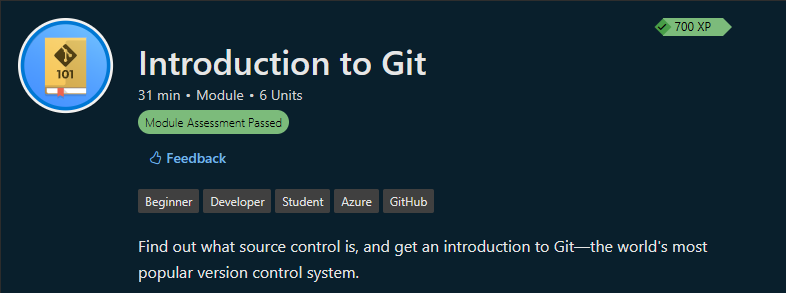 700 XP
101
Introduction to Git
31 min • Module • 6 Units
Module Assessment Passed
Feedback
Beginner Developer Student Azure GitHub
Find out what source control is, and get an introduction to Git—the world's most
popular version control system.